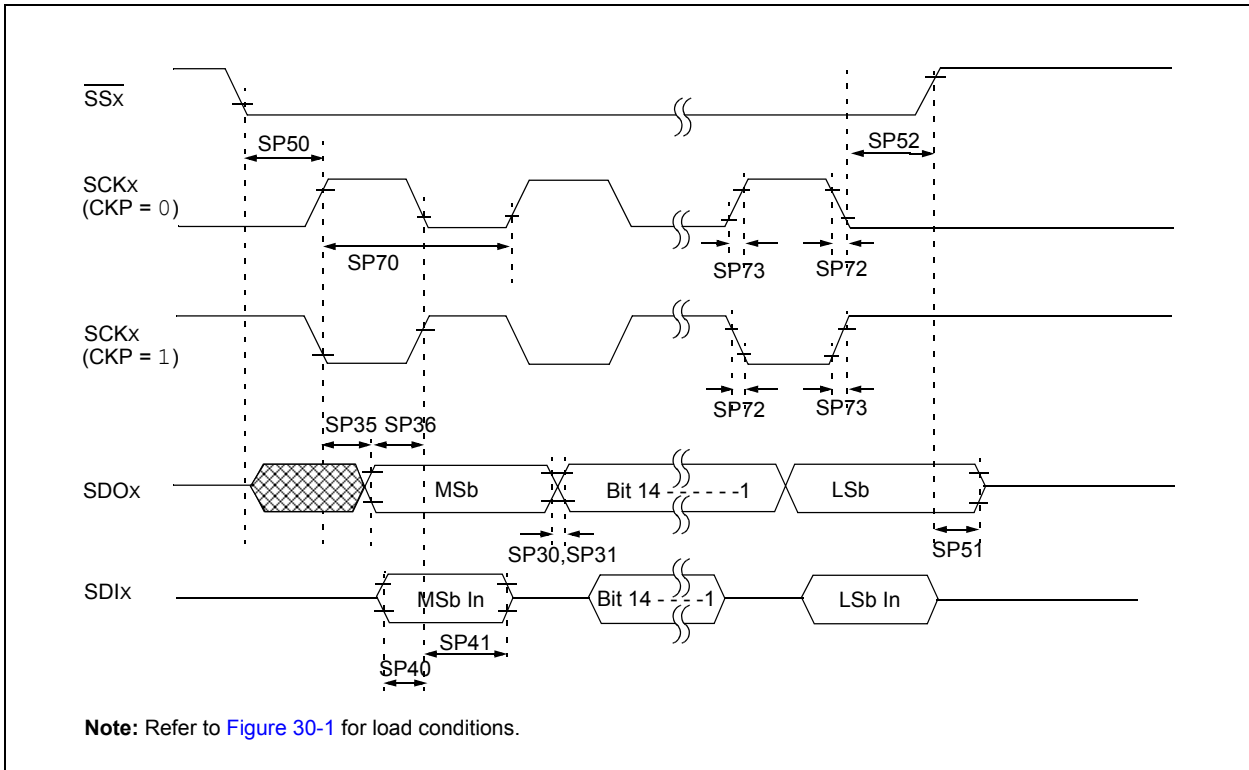 SSx
SP50
SP52
SCKx
(CKP = 0)
SP70
SP73
SP72
SCKx
(CKP = 1)
SP72
SP73
SP35
SP36
SDOx
MSb
Bit 14 - - - - - -1
LSb
SP30,SP31
SP51
SDIx
MSb In
Bit 14 - - - -1
LSb In
SP41
SP40
Note: Refer to Figure 30-1 for load conditions.